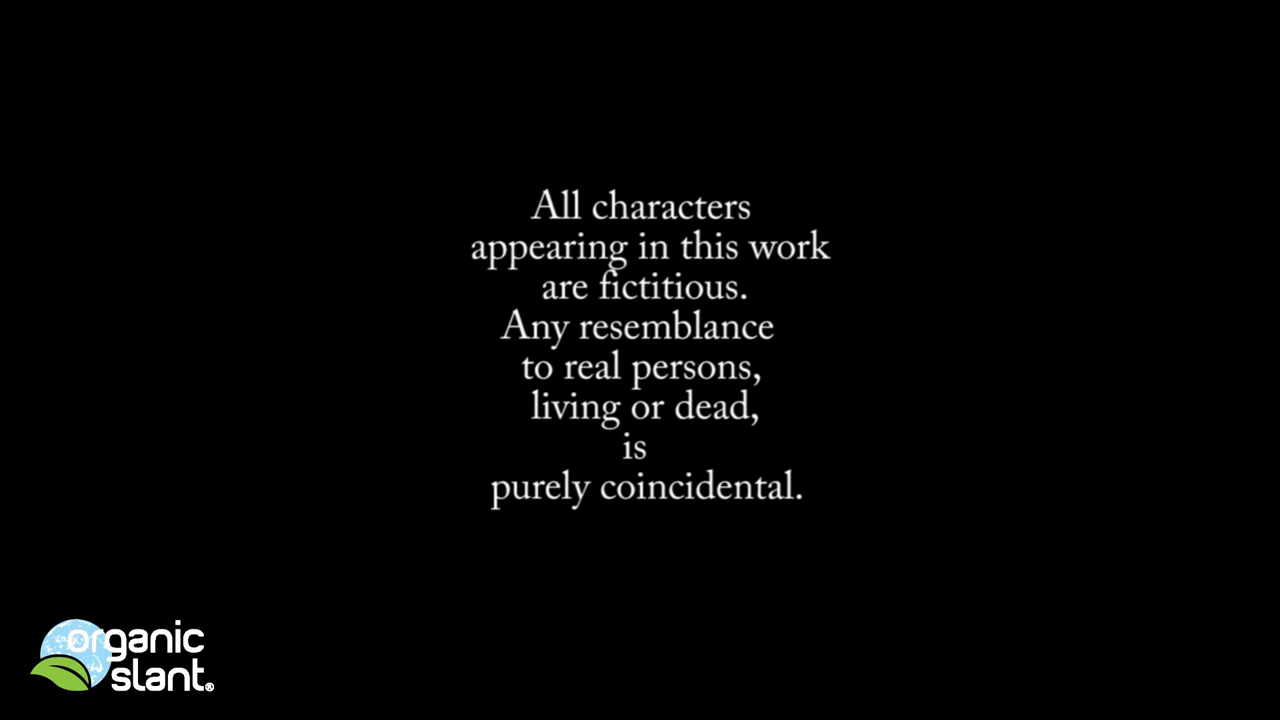 All characters
appearing in this work
are fictitious.
Any resemblance
to real persons,
living or dead,
is
purely coincidental.
organic
slant®